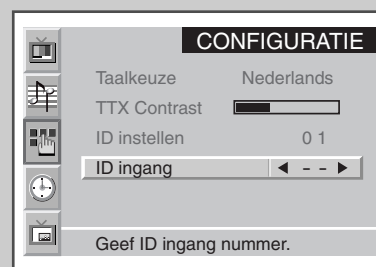 CONFIGURATIE
Taalkeuze Nederlands
TTX Contrast
ID instellen 0 1
ID ingang ◄ - - ►
Geef ID ingang nummer.